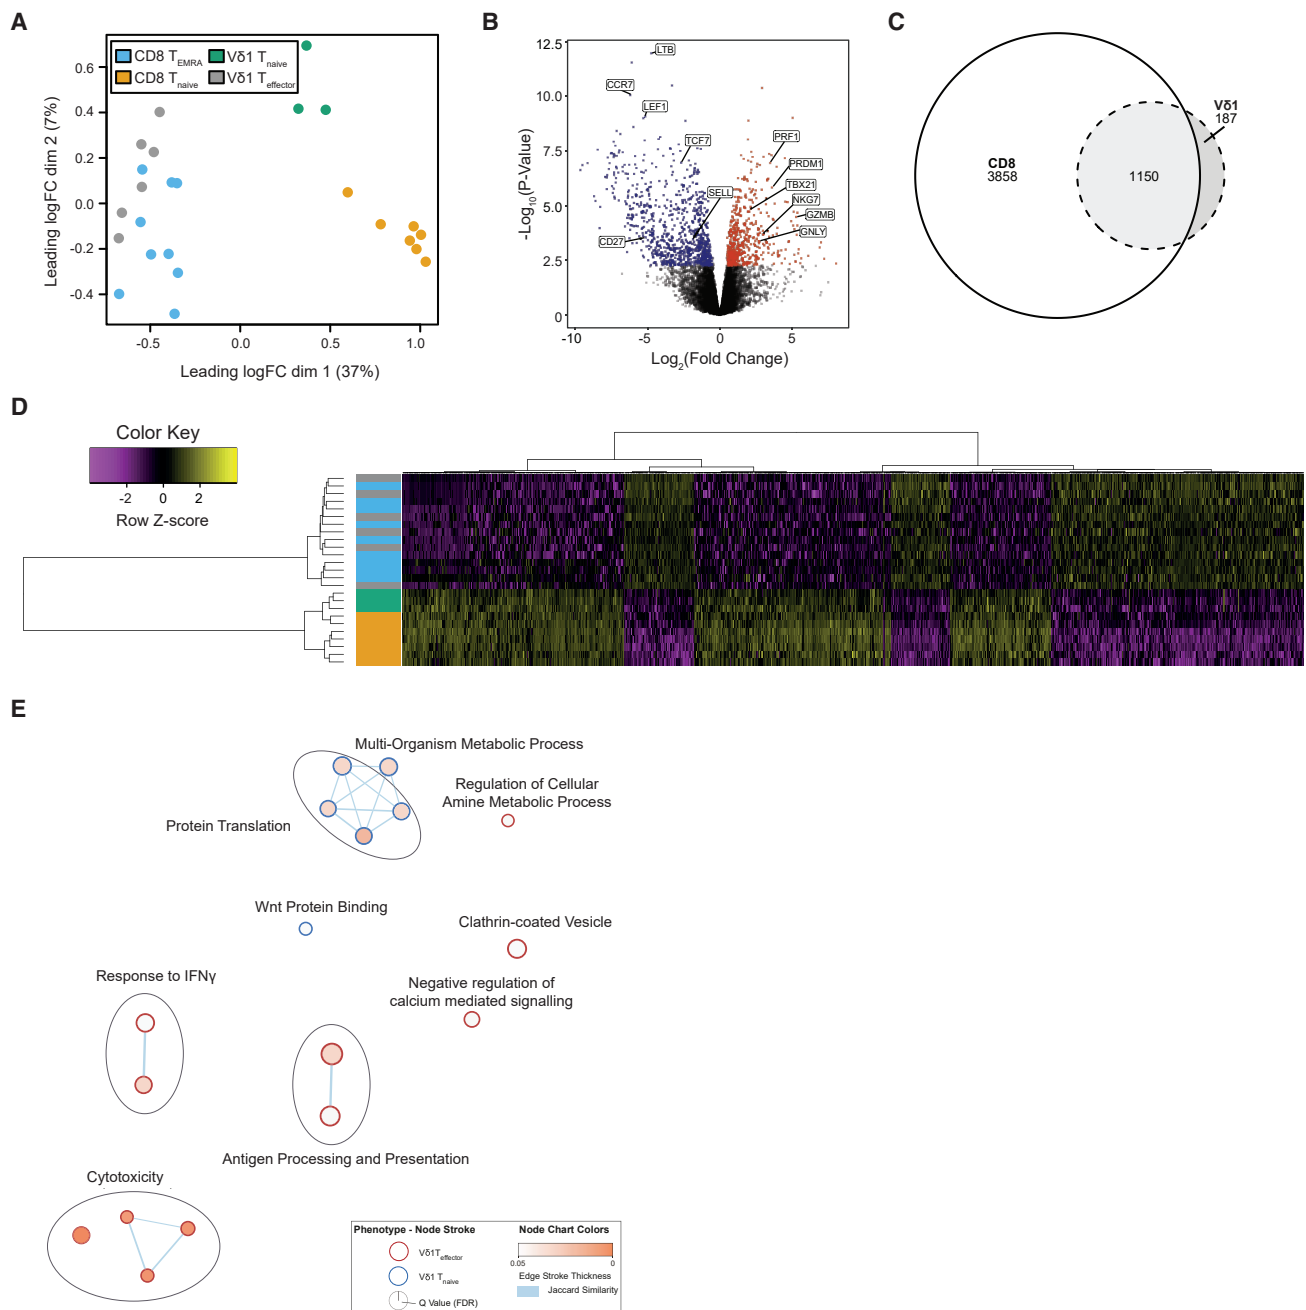 A
CD8 TEMRA
Vδ1 Tnaive
CD8 Tnaive
Vδ1 Teffector
0.6
0.4
0.2
0.0
-0.2
-0.4
-0.5
0.0
0.5
1.0
Leading logFC dim 2 (7%)
Leading logFC dim 1 (37%)
B
12.5
10.0
7.5
5.0
2.5
0
-10
-5
0
5
-Log10(P-Value)
Log2(Fold Change)
LTB
CCR7
LEF1
TCF7
PRF1
PRDM1
TBX21
SELL
NKG7
GZMB
GNLY
CD27
C
Vδ1
187
CD8
3858
1150
D
Color Key
-2
0
2
Row Z-score
E
Multi-Organism Metabolic Process
Regulation of Cellular
Amine Metabolic Process
Protein Translation
Wnt Protein Binding
Clathrin-coated Vesicle
Response to IFNγ
Negative regulation of
calcium mediated signalling
Antigen Processing and Presentation
Cytotoxicity
Phenotype - Node Stroke
Vδ1Teffector
Vδ1 Tnaive
Q Value (FDR)
Node Chart Colors
0.05
0
Edge Stroke Thickness
Jaccard Similarity